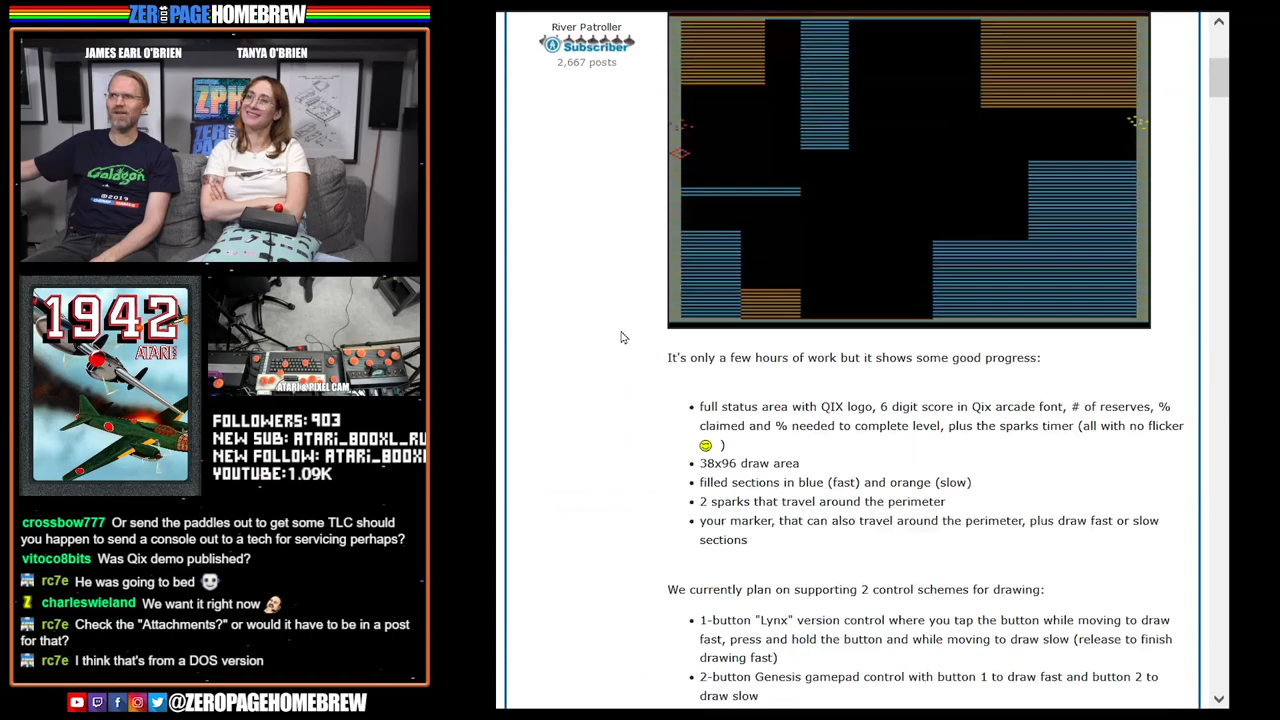 ZERO PAGE HOMEBREW
JAMES EARL O'BRIEN
TANYA O'BRIEN
ZPH
Galdagon
©2019
1942
ATARI
ATARI & PIXEL CAM
FOLLOWERS: 903
NEW SUB: ATARI_800XL_RU
NEW FOLLOW: ATARI_800XL
YOUTUBE: 1.09K
crossbow777 Or send the paddles out to get some TLC should
you happen to send a console out to a tech for servicing perhaps?
vitoco8bits Was Qix demo published?
rc7e He was going to bed
charleswieland We want it right now
rc7e Check the "Attachments?" or would it have to be in a post
for that?
rc7e I think that's from a DOS version
@ZEROPAGEHOMEBREW
River Patroller
Subscriber
2,667 posts
It's only a few hours of work but it shows some good progress:
full status area with QIX logo, 6 digit score in Qix arcade font, # of reserves, %
claimed and % needed to complete level, plus the sparks timer (all with no flicker
)
38x96 draw area
filled sections in blue (fast) and orange (slow)
2 sparks that travel around the perimeter
your marker, that can also travel around the perimeter, plus draw fast or slow
sections
We currently plan on supporting 2 control schemes for drawing:
1-button "Lynx" version control where you tap the button while moving to draw
fast, press and hold the button and while moving to draw slow (release to finish
drawing fast)
2-button Genesis gamepad control with button 1 to draw fast and button 2 to
draw slow